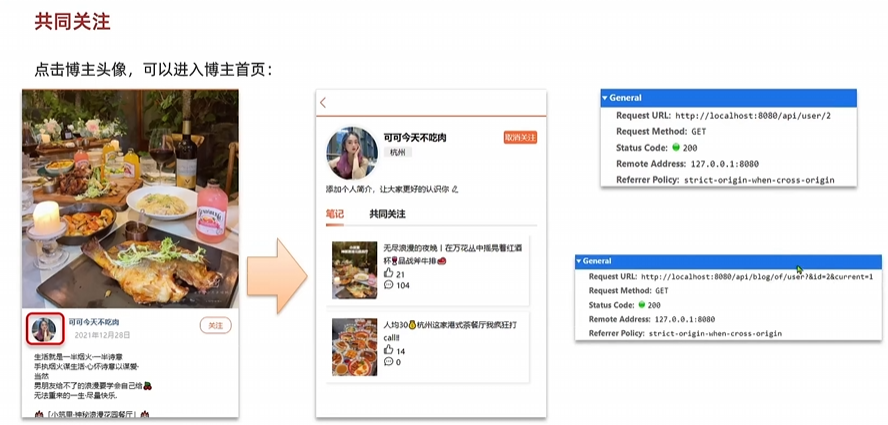 共同关注
点击博主头像，可以进入博主首页：
可可今天不吃肉
2021年12月28日
关注
生活就是一半烟火·一半诗意
手执烟火谋生活·心怀诗意以谋爱·
当然
男朋友给不了的浪漫要学会自己给🍒
无法重来的一生·尽量快乐.
🏰「小筑里·神秘浪漫花园餐厅」🏰
可可今天不吃肉
取消关注
杭州
添加个人简介，让大家更好的认识你
笔记 共同关注
无尽浪漫的夜晚丨在万花丛中摇晃着红酒
杯🍷品战斧牛排🥩
21
104
人均30💰杭州这家港式茶餐厅我疯狂打
call‼
14
0
General
Request URL: http://localhost:8080/api/user/2
Request Method: GET
Status Code: 200
Remote Address: 127.0.0.1:8080
Referrer Policy: strict-origin-when-cross-origin
General
Request URL: http://localhost:8080/api/blog/of/user?&id=2&current=1
Request Method: GET
Status Code: 200
Remote Address: 127.0.0.1:8080
Referrer Policy: strict-origin-when-cross-origin